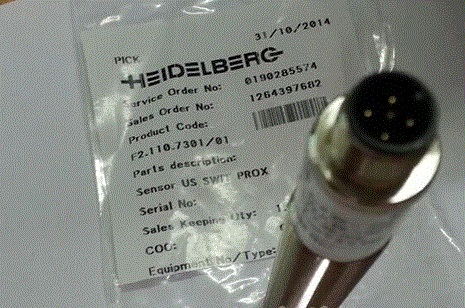 31/10/2014
PICK
HEIDELBERG
Service Order No: 0190285574
Sales Order No: 1264397682
Product Code:
F2.110.7301/01
Parts description:
Sensor US SWIT PROX
Serial No:
Sales Keeping Qty: 1
COO:
Equipment No/Type: